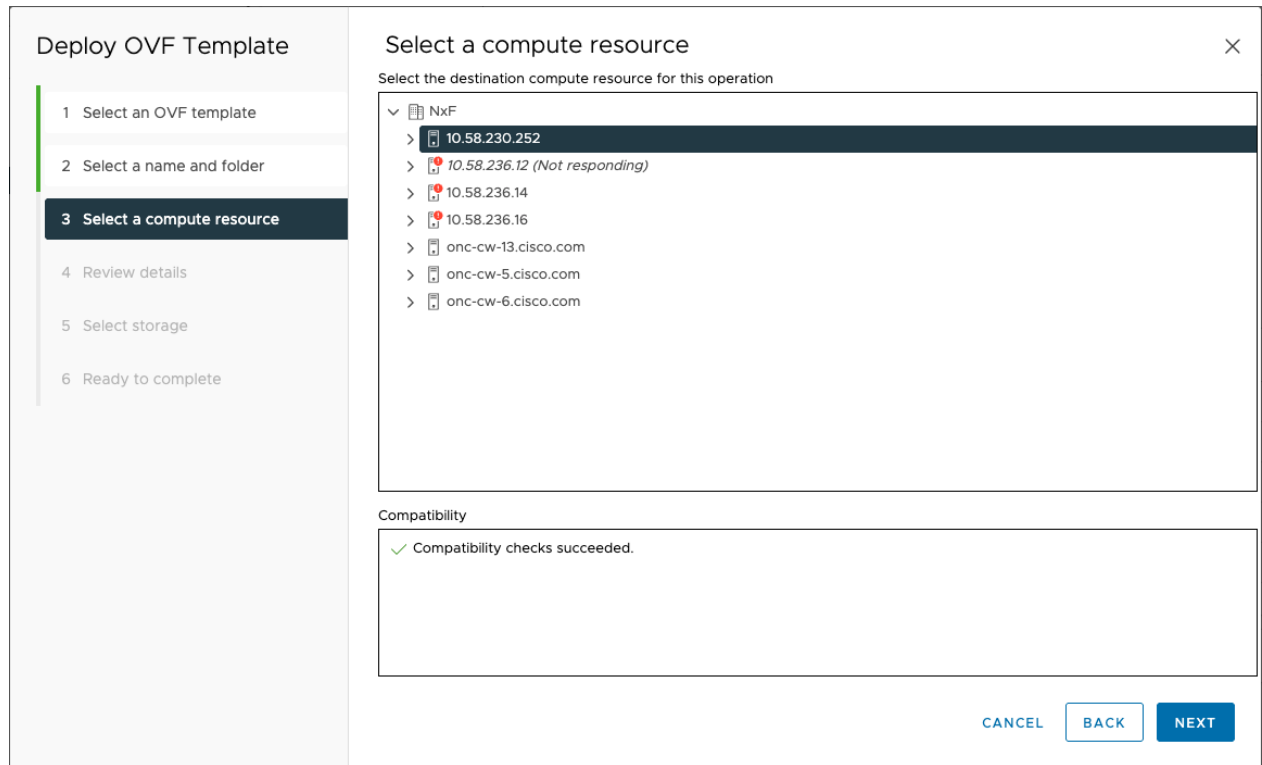 Deploy OVF Template
1 Select an OVF template
2 Select a name and folder
3 Select a compute resource
4 Review details
5 Select storage
6 Ready to complete
Select a compute resource
Select the destination compute resource for this operation
NxF
10.58.230.252
10.58.236.12 (Not responding)
10.58.236.14
10.58.236.16
onc-cw-13.cisco.com
onc-cw-5.cisco.com
onc-cw-6.cisco.com
Compatibility
Compatibility checks succeeded.
CANCEL BACK NEXT